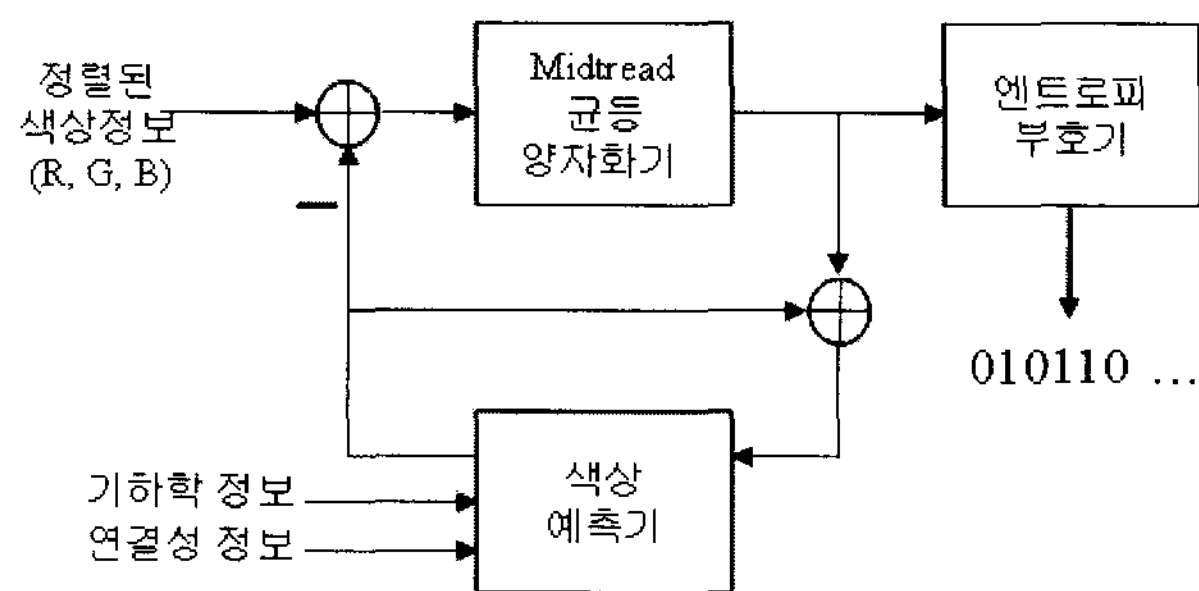 정렬된
색상정보
(R, G, B)
Midtread
균등
양자화기
엔트로피
부호기
010110 ...
기하학 정보
연결성 정보
색상
예측기